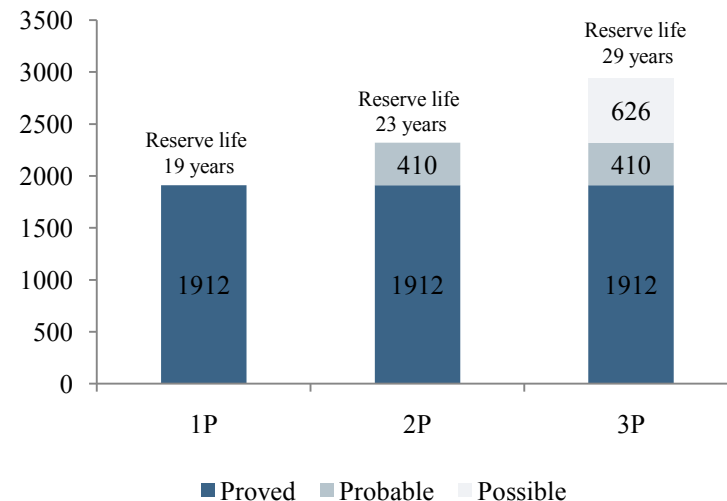 3500
3000
2500
2000
1500
1000
500
0
Reserve life
19 years
Reserve life
23 years
Reserve life
29 years
1912
410
1912
626
410
1912
1P
2P
3P
Proved
Probable
Possible